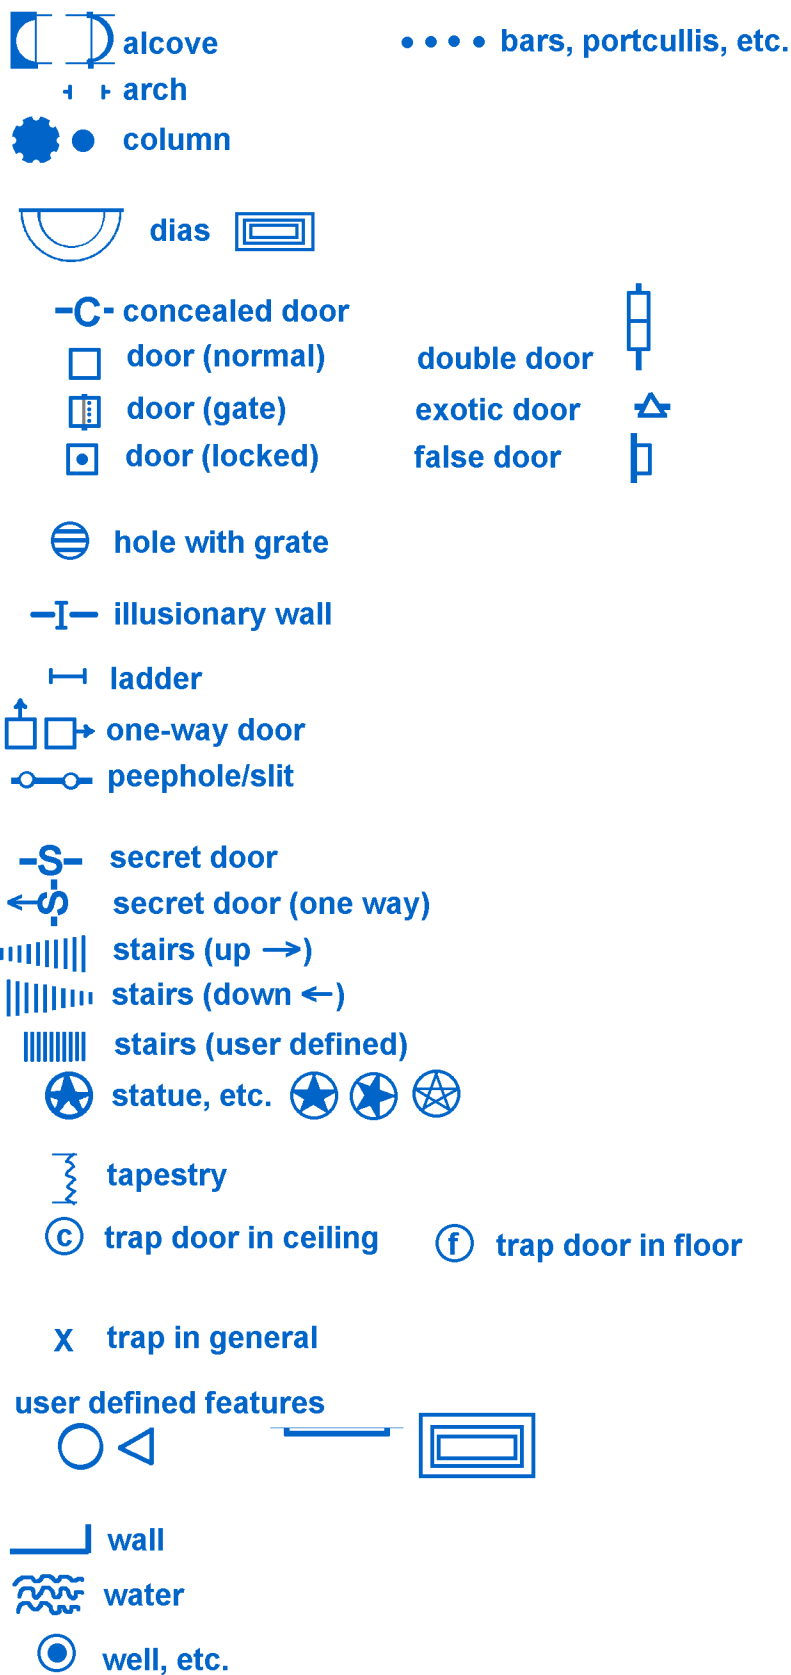 alcove
bars, portcullis, etc.
arch
column
dias
-C- concealed door
door (normal)
double door
door (gate)
exotic door
door (locked)
false door
hole with grate
illusionary wall
ladder
one-way door
peephole/slit
-S- secret door
S secret door (one way)
stairs (up →)
stairs (down ←)
stairs (user defined)
statue, etc.
tapestry
c trap door in ceiling
f trap door in floor
x trap in general
user defined features
wall
water
well, etc.